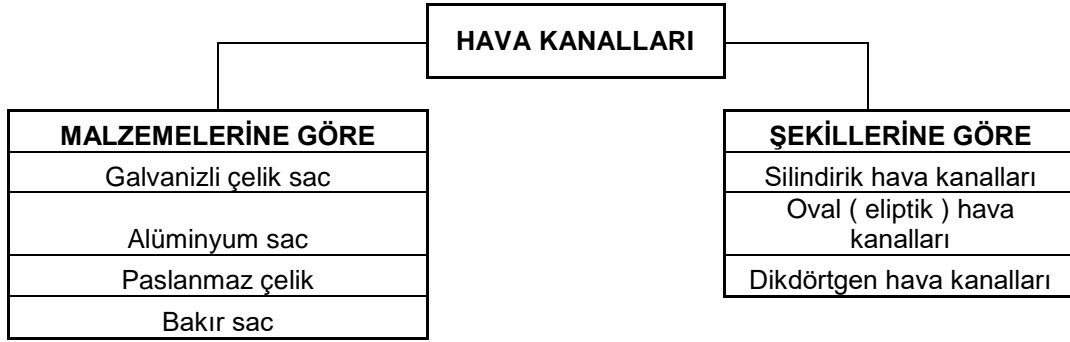 HAVA KANALLARI
MALZEMELERİNE GÖRE
Galvanizli çelik sac
Alüminyum sac
Paslanmaz çelik
Bakır sac
ŞEKİLLERİNE GÖRE
Silindirik hava kanalları
Oval ( eliptik ) hava
kanalları
Dikdörtgen hava kanalları